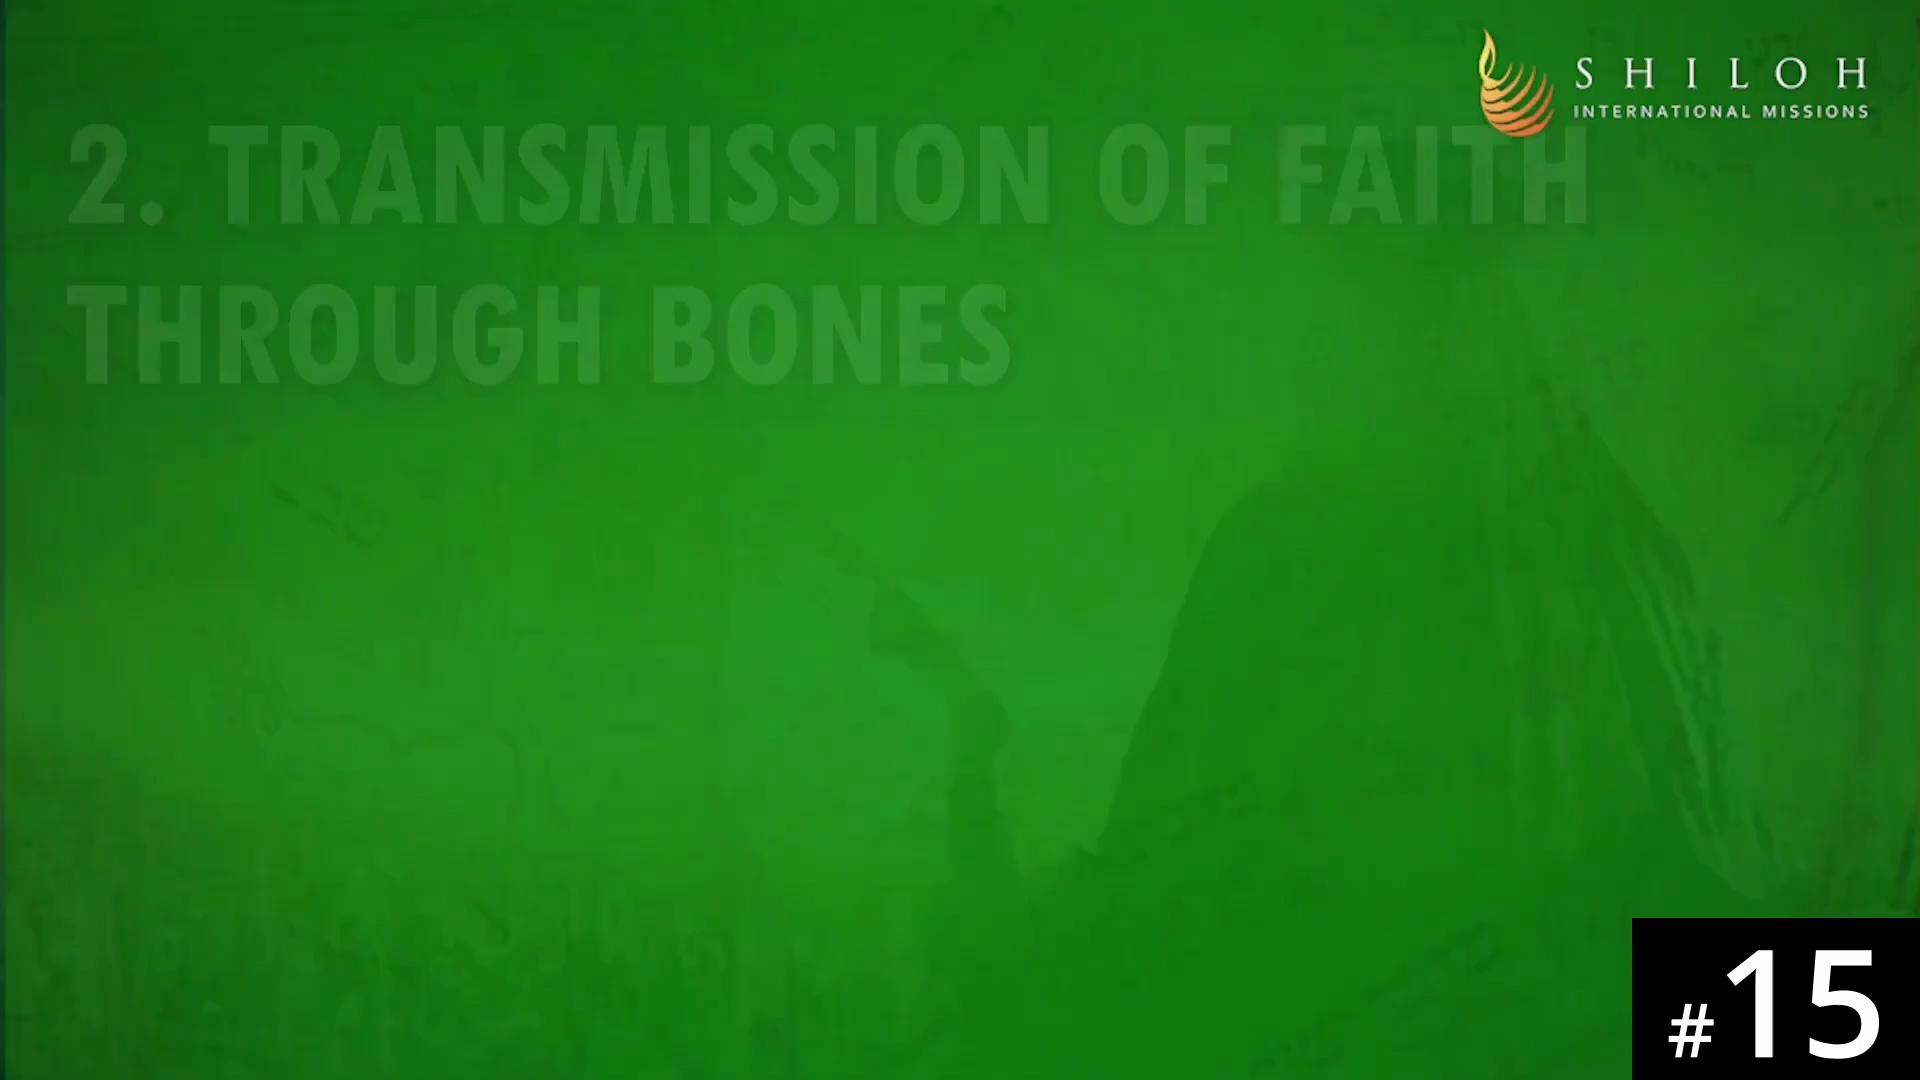 SHILOH
INTERNATIONAL MISSIONS
2. TRANSMISSION OF FAITH
THROUGH BONES
#15